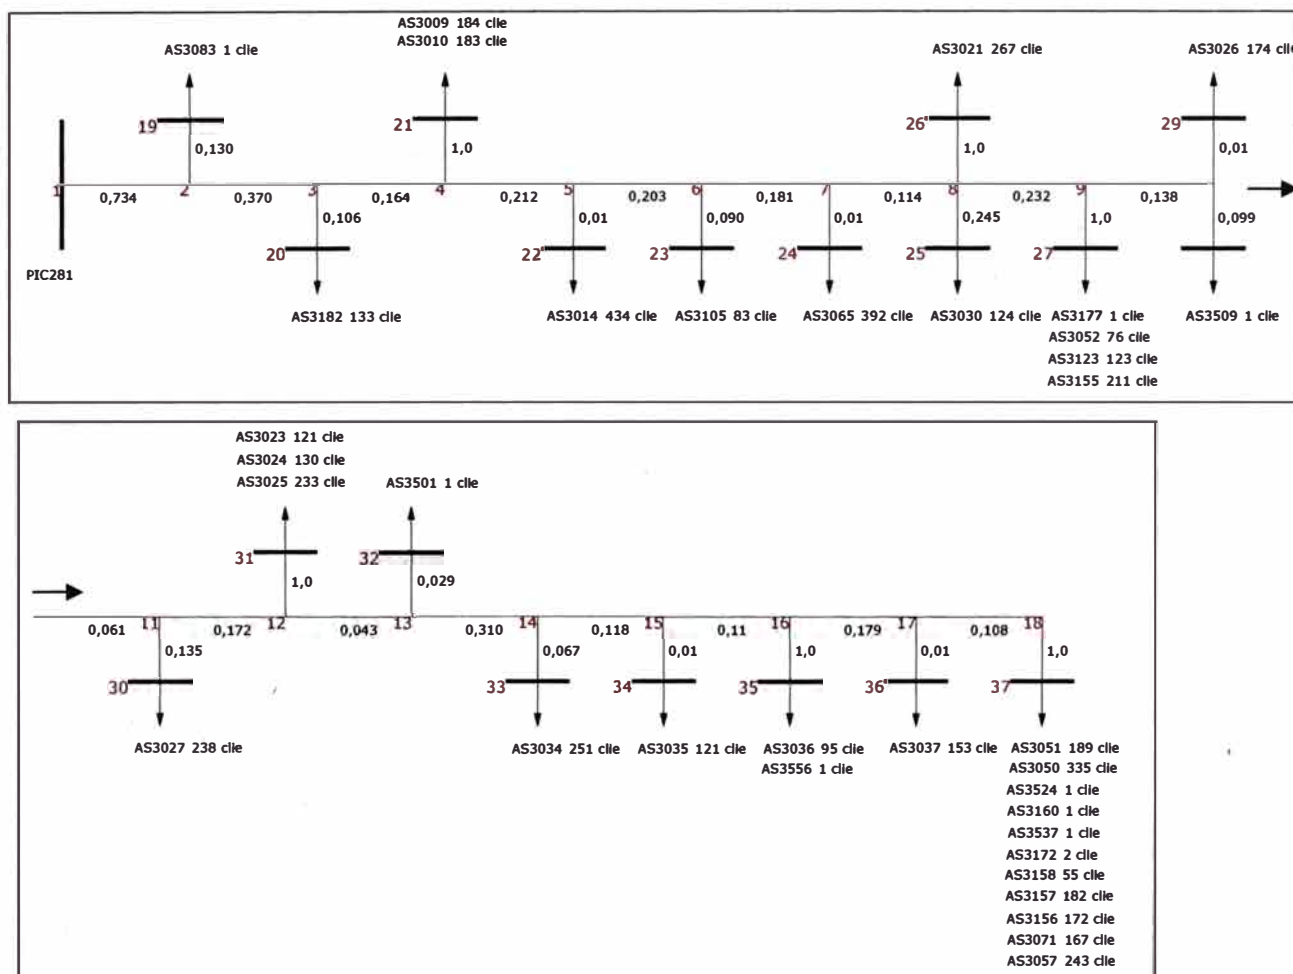 AS3009 184 clie
AS3010 183 clie
AS3083 1 clie
AS3021 267 clie
AS3026 174 clie
19
21
26
29
0,130
1,0
1,0
0,01
1
2
3
4
5
6
7
8
9
0,734
0,370
0,164
0,212
0,203
0,181
0,114
0,232
0,138
0,106
0,01
0,090
0,01
0,245
1,0
0,099
20
22
23
24
25
27
PIC281
AS3182 133 clie
AS3014 434 clie
AS3105 83 clie
AS3065 392 clie
AS3030 124 clie
AS3177 1 clie
AS3509 1 clie
AS3052 76 clie
AS3123 123 clie
AS3155 211 clie
AS3023 121 clie
AS3024 130 clie
AS3025 233 clie
AS3501 1 clie
31
32
1,0
0,029
11
12
13
14
15
16
17
18
0,061
0,172
0,043
0,310
0,118
0,11
0,179
0,108
0,135
0,067
0,01
1,0
0,01
1,0
30
33
34
35
36
37
AS3027 238 clie
AS3034 251 clie
AS3035 121 clie
AS3036 95 clie
AS3037 153 clie
AS3051 189 clie
AS3556 1 clie
AS3050 335 clie
AS3524 1 clie
AS3160 1 clie
AS3537 1 clie
AS3172 2 clie
AS3158 55 clie
AS3157 182 clie
AS3156 172 clie
AS3071 167 clie
AS3057 243 clie